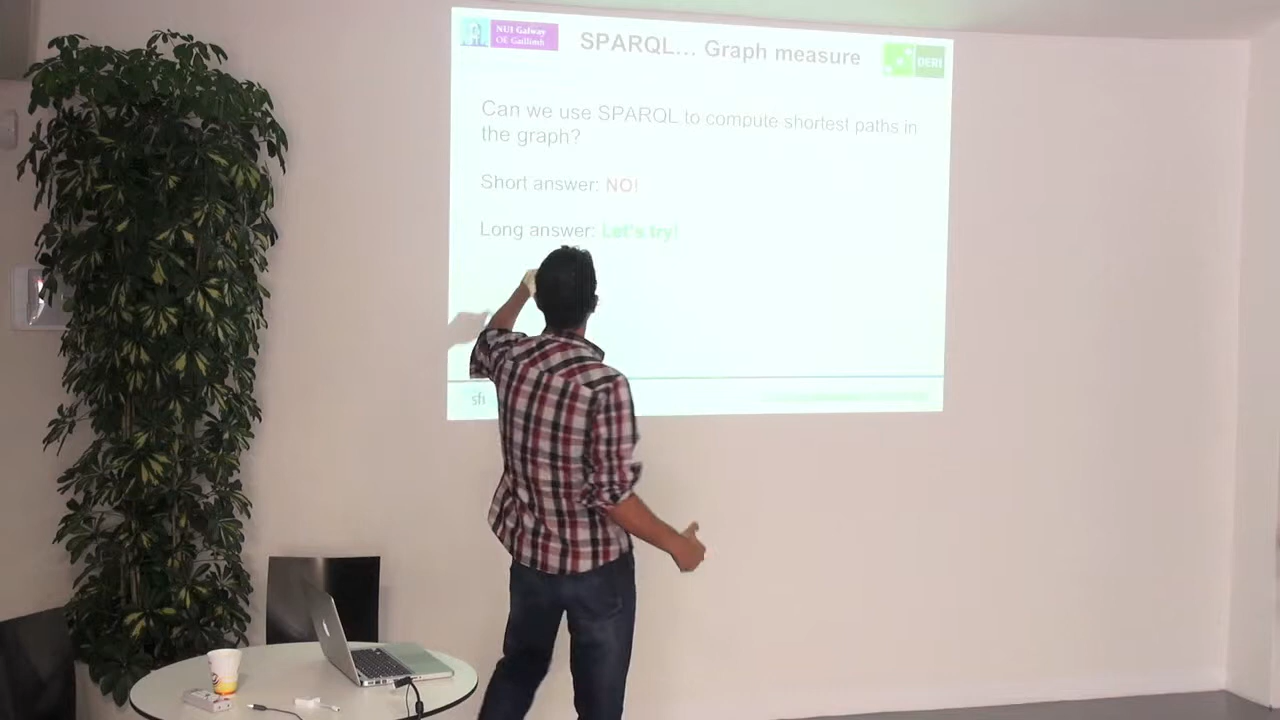 NUI Galway
OÉ Gaillimh
SPARQL... Graph measure
DERI
Can we use SPARQL to compute shortest paths in
the graph?
Short answer: NO!
Long answer: Let's try!